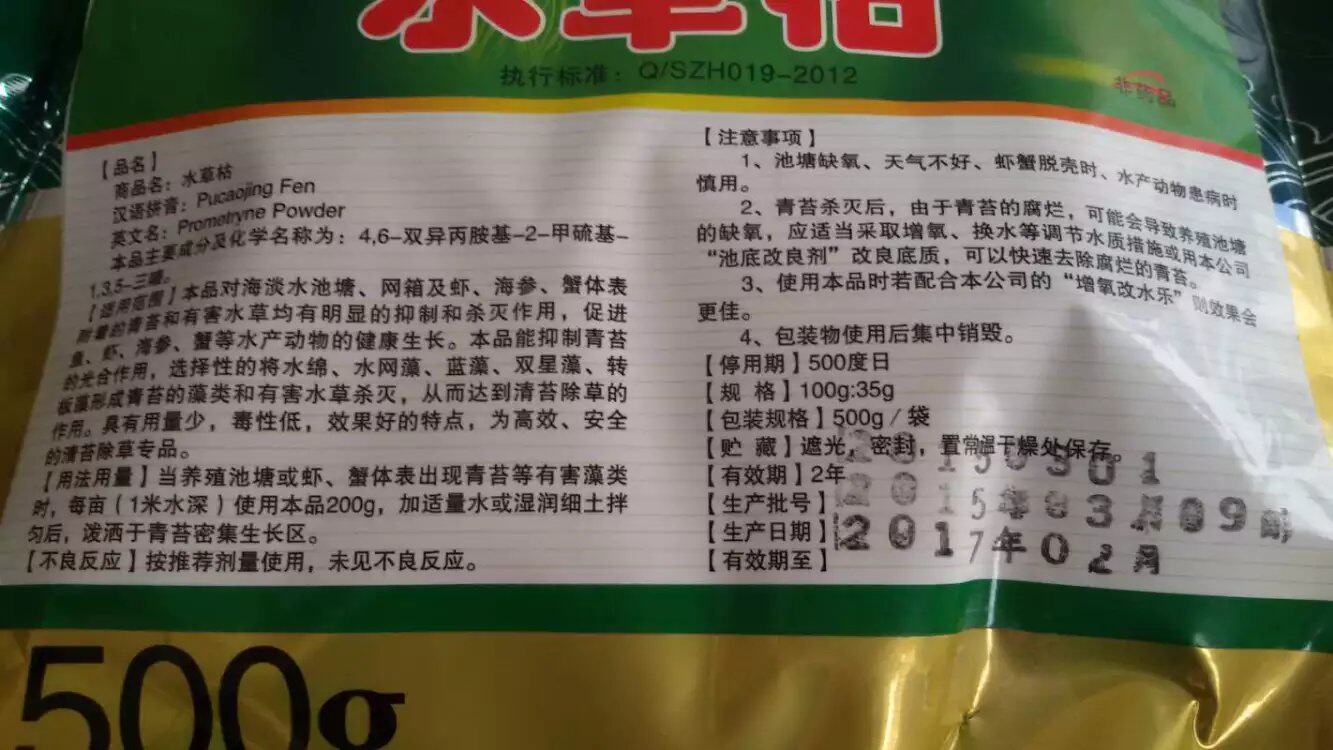 水草枯
执行标准：Q/SZH019-2012
非药品
【品名】
商品名：水草枯
汉语拼音：Pucaojing Fen
英文名：Prometryne Powder
本品主要成分及化学名称为：4,6-双异丙胺基-2-甲硫基-
1,3,5-三嗪。
【适用范围】本品对海淡水池塘、网箱及虾、海参、蟹体表
附着的青苔和有害水草均有明显的抑制和杀灭作用，促进
鱼、虾、海参、蟹等水产动物的健康生长。本品能抑制青苔
的光合作用，选择性的将水绵、水网藻、蓝藻、双星藻、转
板藻形成青苔的藻类和有害水草杀灭，从而达到清苔除草的
作用。具有用量少，毒性低，效果好的特点，为高效、安全
的清苔除草专品。
【用法用量】当养殖池塘或虾、蟹体表出现青苔等有害藻类
时，每亩（1米水深）使用本品200g，加适量水或湿润细土拌
匀后，泼洒于青苔密集生长区。
【不良反应】按推荐剂量使用，未见不良反应。
500g
【注意事项】
1、池塘缺氧、天气不好、虾蟹脱壳时、水产动物患病时
慎用。
2、青苔杀灭后，由于青苔的腐烂，可能会导致养殖池塘
的缺氧，应适当采取增氧、换水等调节水质措施或用本公司
“池底改良剂”改良底质，可以快速去除腐烂的青苔。
3、使用本品时若配合本公司的“增氧改水乐”则效果会
更佳。
4、包装物使用后集中销毁。
【停用期】500度日
【规 格】100g:35g
【包装规格】500g / 袋
【贮 藏】遮光，密封，置常温干燥处保存。
【有效期】2年
20150301
【生产批号】
2015年03月09日
【生产日期】
2017年02月
【有效期至】